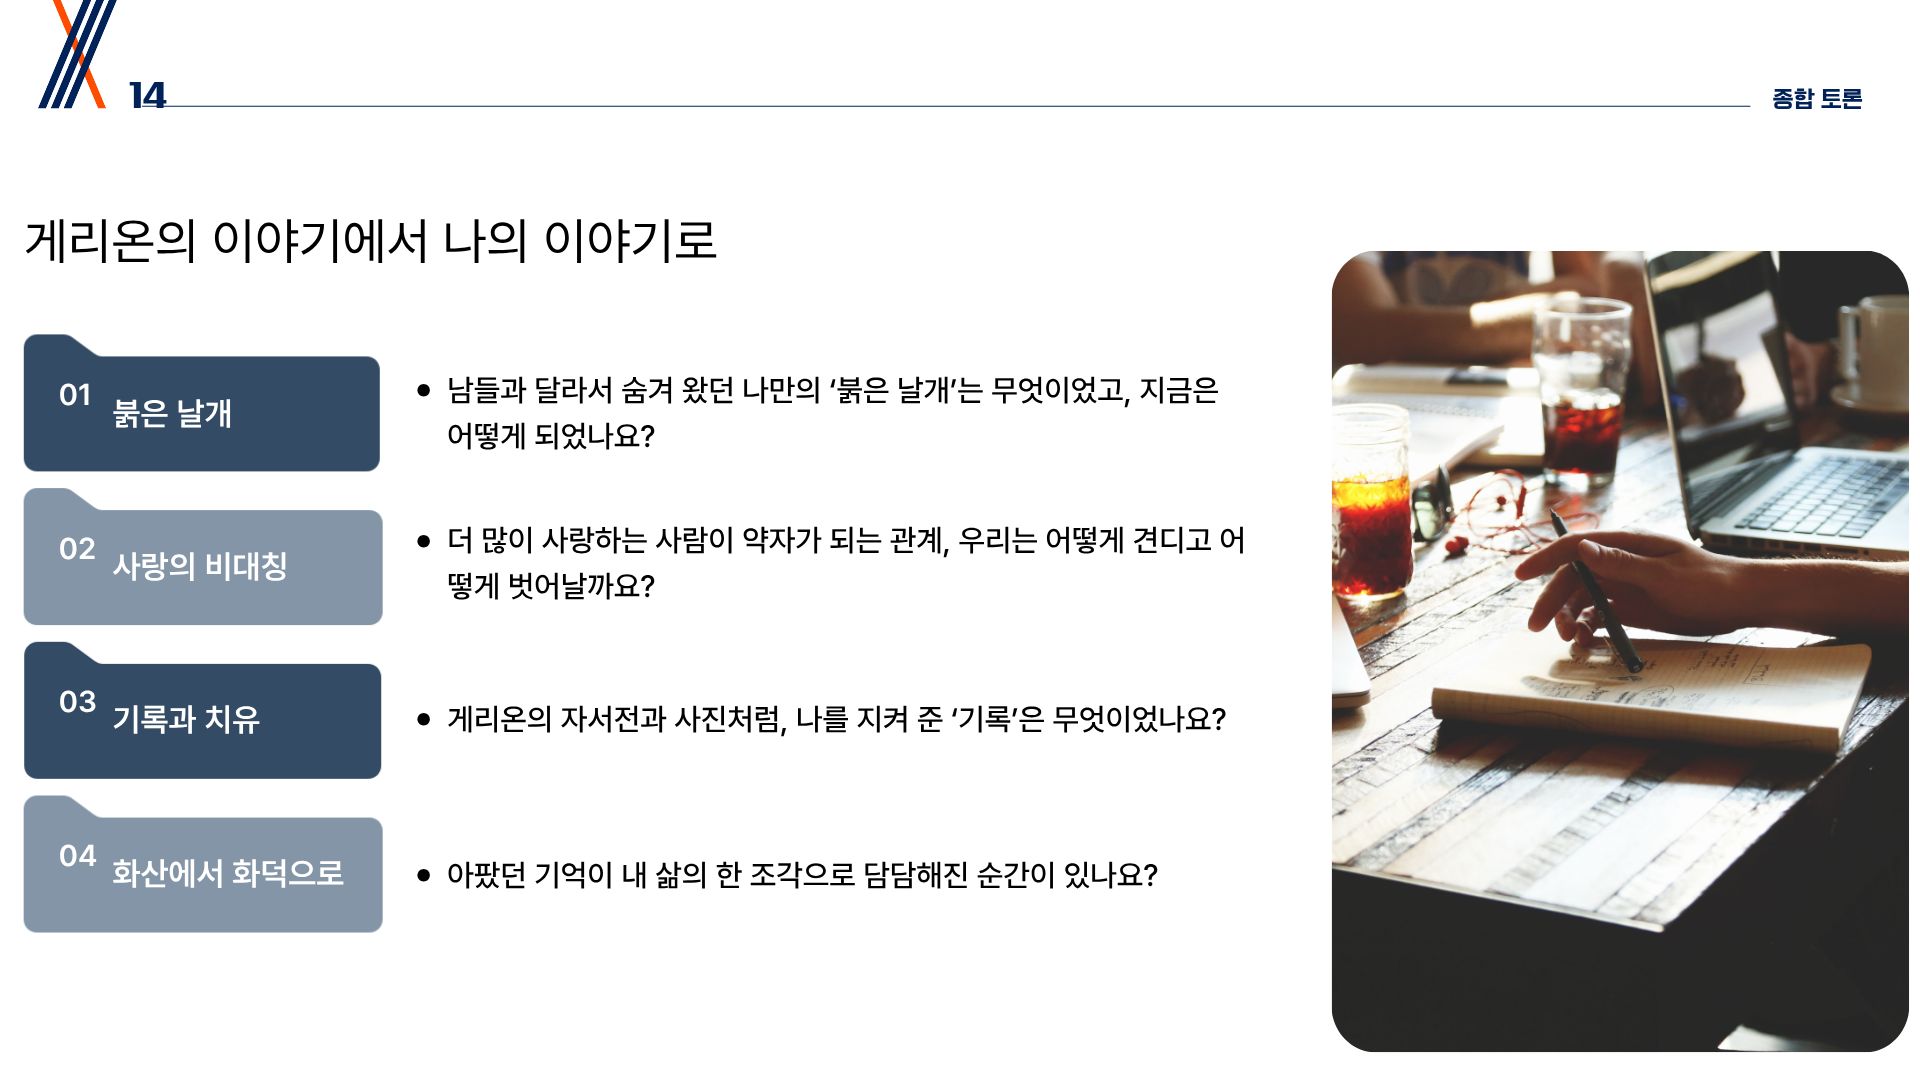 14
종합 토론
게리온의 이야기에서 나의 이야기로
01 붉은 날개
● 남들과 달라서 숨겨 왔던 나만의 ‘붉은 날개’는 무엇이었고, 지금은
어떻게 되었나요?
02 사랑의 비대칭
● 더 많이 사랑하는 사람이 약자가 되는 관계, 우리는 어떻게 견디고 어
떻게 벗어날까요?
03 기록과 치유
● 게리온의 자서전과 사진처럼, 나를 지켜 준 ‘기록’은 무엇이었나요?
04 화산에서 화덕으로
● 아팠던 기억이 내 삶의 한 조각으로 담담해진 순간이 있나요?